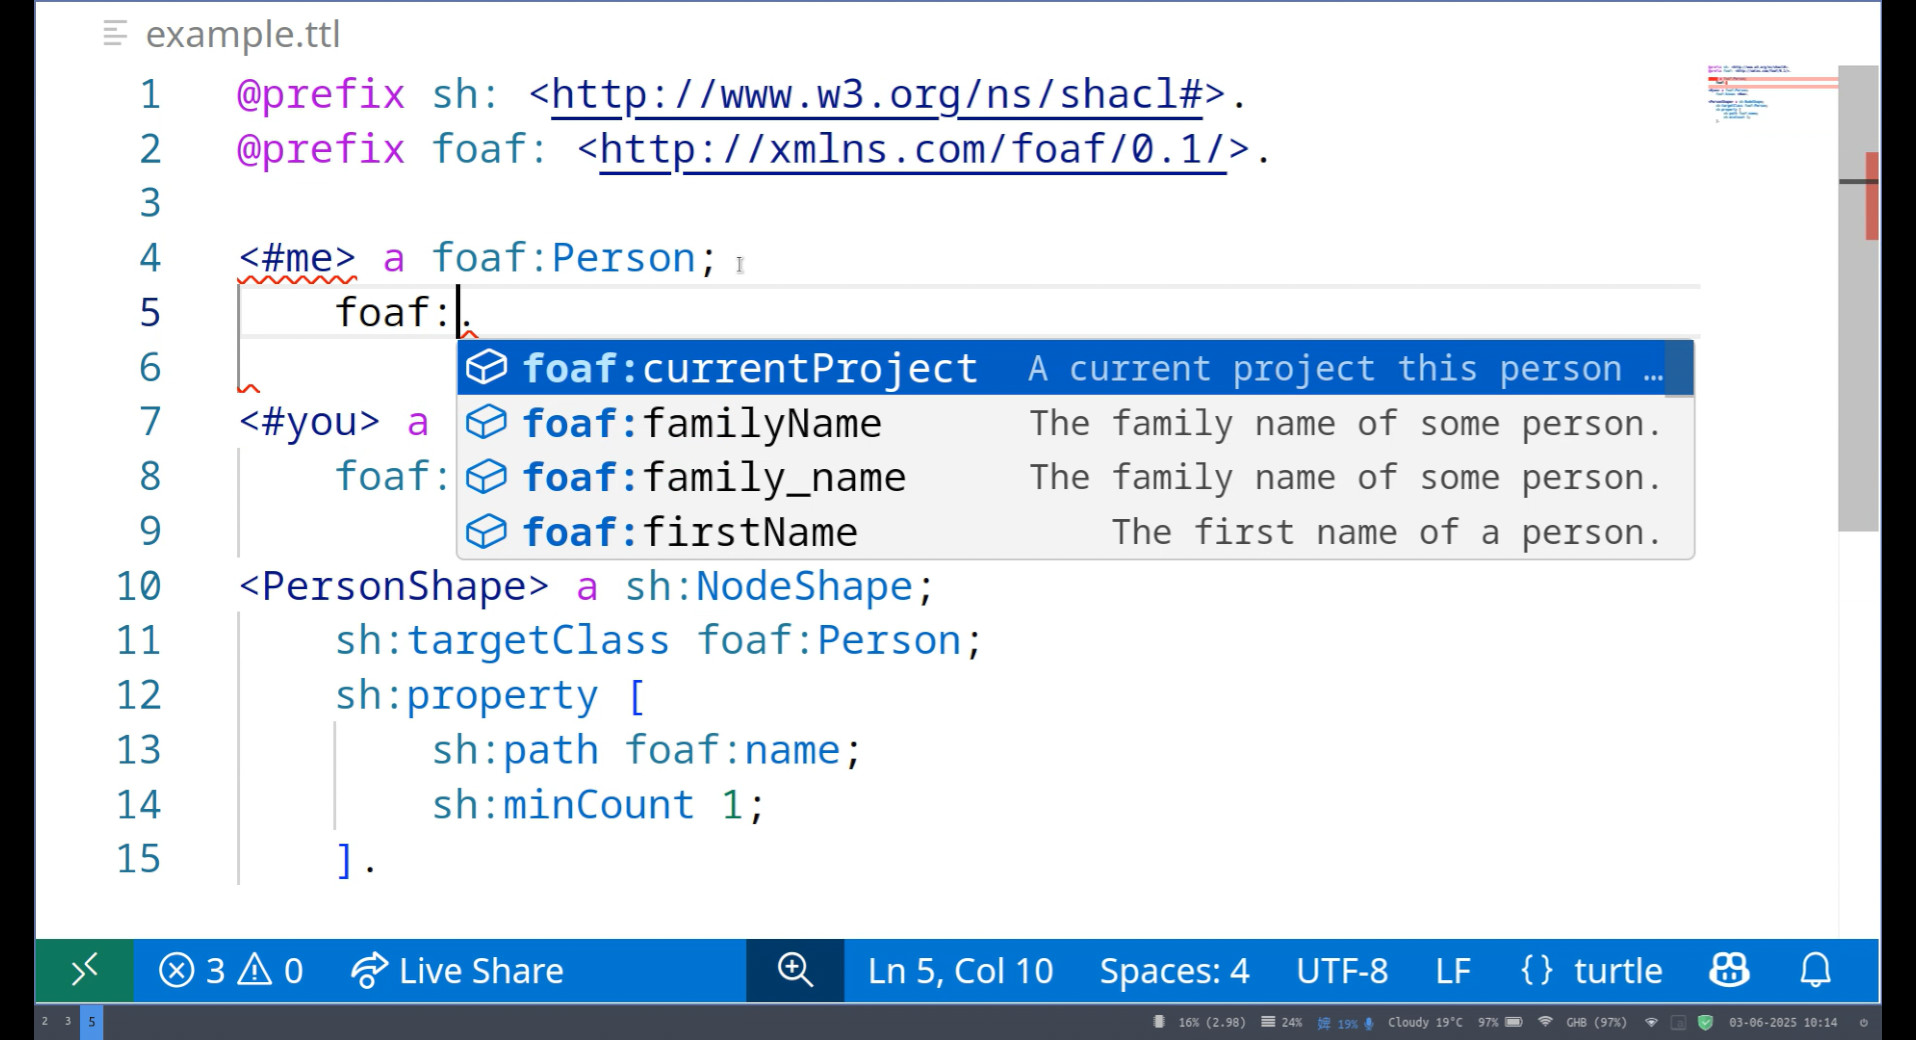 example.ttl
1 @prefix sh: <http://www.w3.org/ns/shacl#>.
2 @prefix foaf: <http://xmlns.com/foaf/0.1/>.
3
4 <#me> a foaf:Person;
5 foaf:.
6 foaf:currentProject A current project this person …
7 <#you> a foaf:familyName The family name of some person.
8 foaf: foaf:family_name The family name of some person.
9 foaf:firstName The first name of a person.
10 <PersonShape> a sh:NodeShape;
11 sh:targetClass foaf:Person;
12 sh:property [
13 sh:path foaf:name;
14 sh:minCount 1;
15 ].
3 0 Live Share Ln 5, Col 10 Spaces: 4 UTF-8 LF {} turtle
2 3 5 16% (2.98) 24% 19% Cloudy 19°C 97% GHB (97%) 03-06-2025 10:14